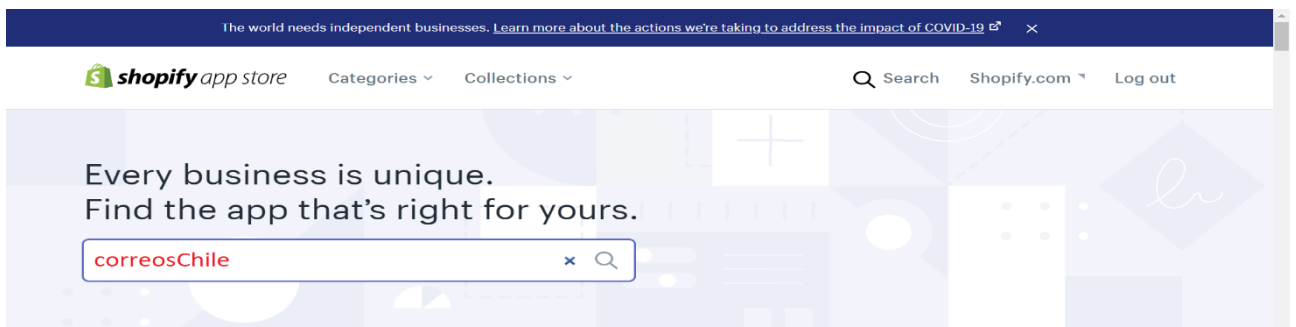 The world needs independent businesses. Learn more about the actions we're taking to address the impact of COVID-19
shopify app store Categories Collections Search Shopify.com Log out
Every business is unique.
Find the app that's right for yours.
correosChile